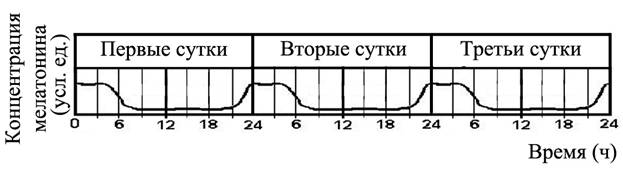 Концентрация
мелатонина
(усл. ед.)
Первые сутки Вторые сутки Третьи сутки
0 6 12 18 24 6 12 18 24 6 12 18 24
Время (ч)